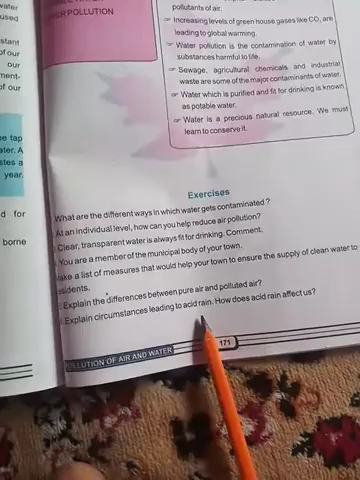 water
used
stant
of our
our
ment-
of our
e tap
ater. A
stes a
year.
d for
borne
POLLUTION
pollutants of air.
☞ Increasing levels of green house gases like CO, are
leading to global warming.
☞ Water pollution is the contamination of water by
substances harmful to life.
☞ Sewage, agricultural chemicals and industrial
waste are some of the major contaminants of water.
☞ Water which is purified and fit for drinking is known
as potable water.
☞ Water is a precious natural resource. We must
learn to conserve it.
Exercises
What are the different ways in which water gets contaminated ?
At an individual level, how can you help reduce air pollution?
Clear, transparent water is always fit for drinking. Comment.
You are a member of the municipal body of your town.
Make a list of measures that would help your town to ensure the supply of clean water to
residents.
Explain the differences between pure air and polluted air?
Explain circumstances leading to acid rain. How does acid rain affect us?
POLLUTION OF AIR AND WATER
171